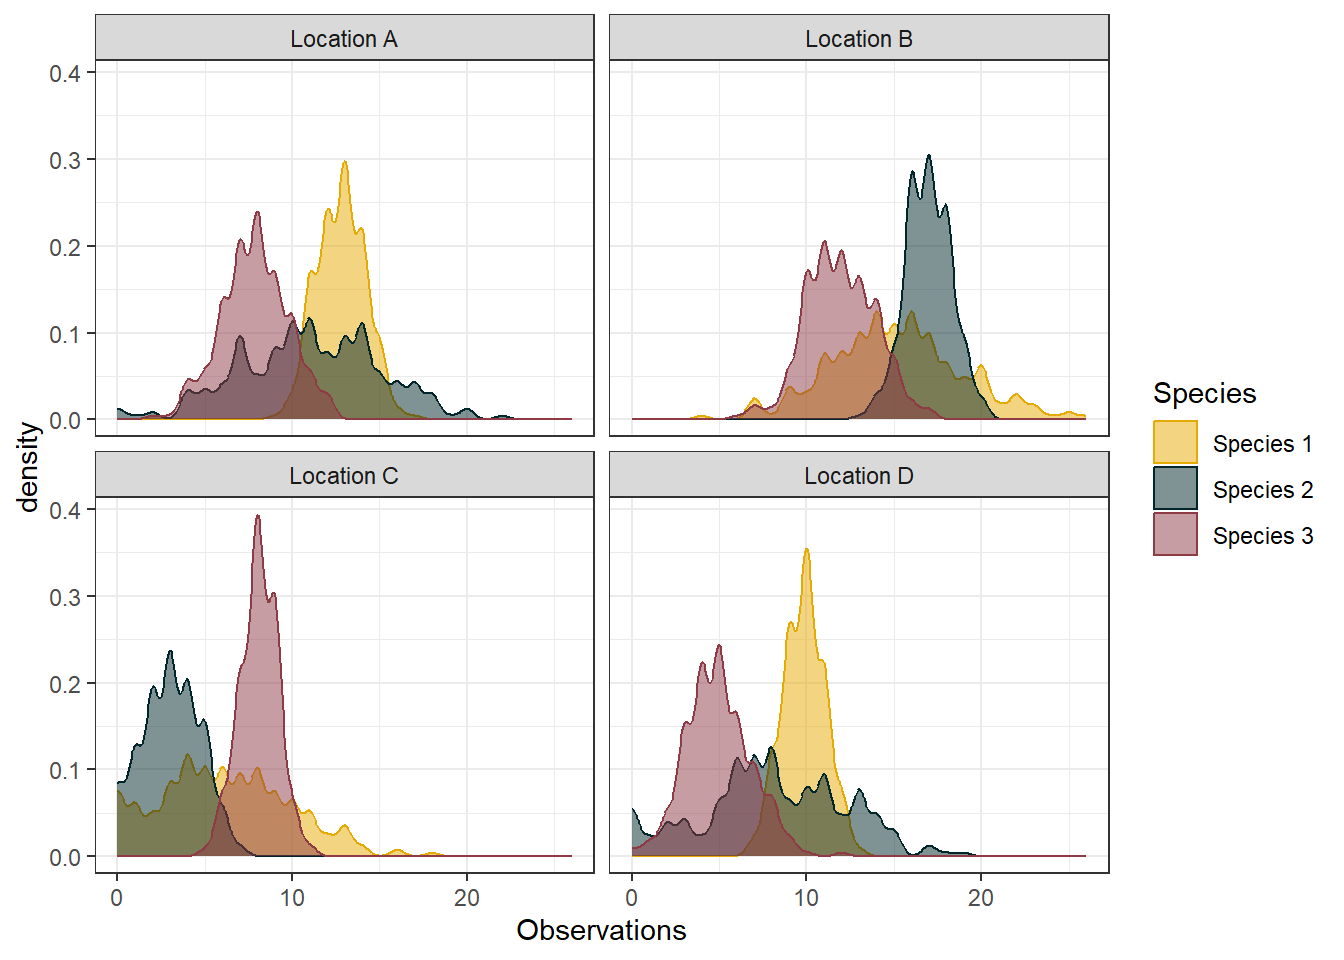 Location A
Location B
0.4
0.3
0.2
0.1
0.0
Location C
Location D
0.4
0.3
0.2
0.1
0.0
0
10
20
0
10
20
Observations
density
Species
Species 1
Species 2
Species 3